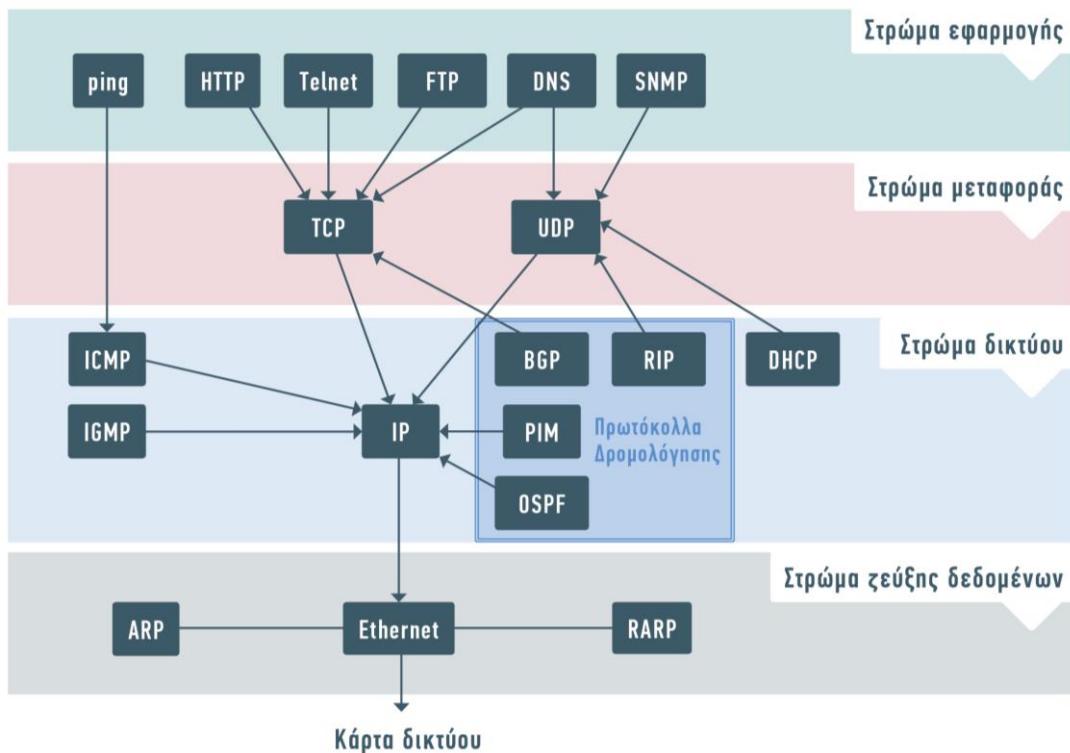 Στρώμα εφαρμογής
ping
HTTP
Telnet
FTP
DNS
SNMP
Στρώμα μεταφοράς
TCP
UDP
Στρώμα δικτύου
ICMP
BGP
RIP
DHCP
IGMP
IP
PIM
Πρωτόκολλα
Δρομολόγησης
OSPF
Στρώμα ζεύξης δεδομένων
ARP
Ethernet
RARP
Κάρτα δικτύου